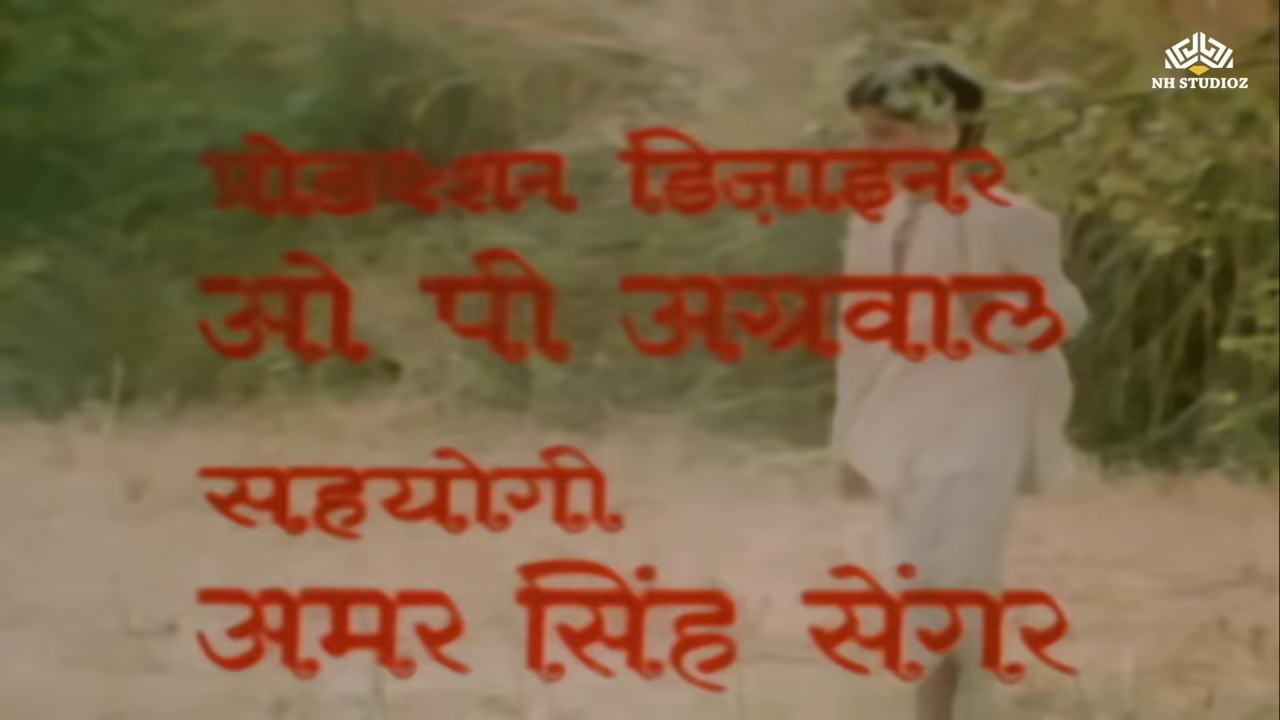 NH STUDIOZ
प्रोडक्शन डिज़ाइनर
ओ पी अग्रवाल
सहयोगी
अमर सिंह सेंगर